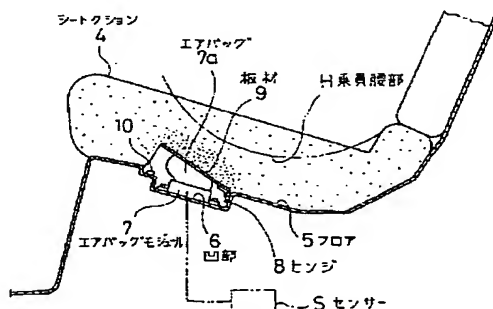 シートクション
4
エアバッグ
7a
板材
9
H乗員腰部
10
7
エアバッグモジュール
6
凹部
8ヒンジ
5フロア
Sセンサー